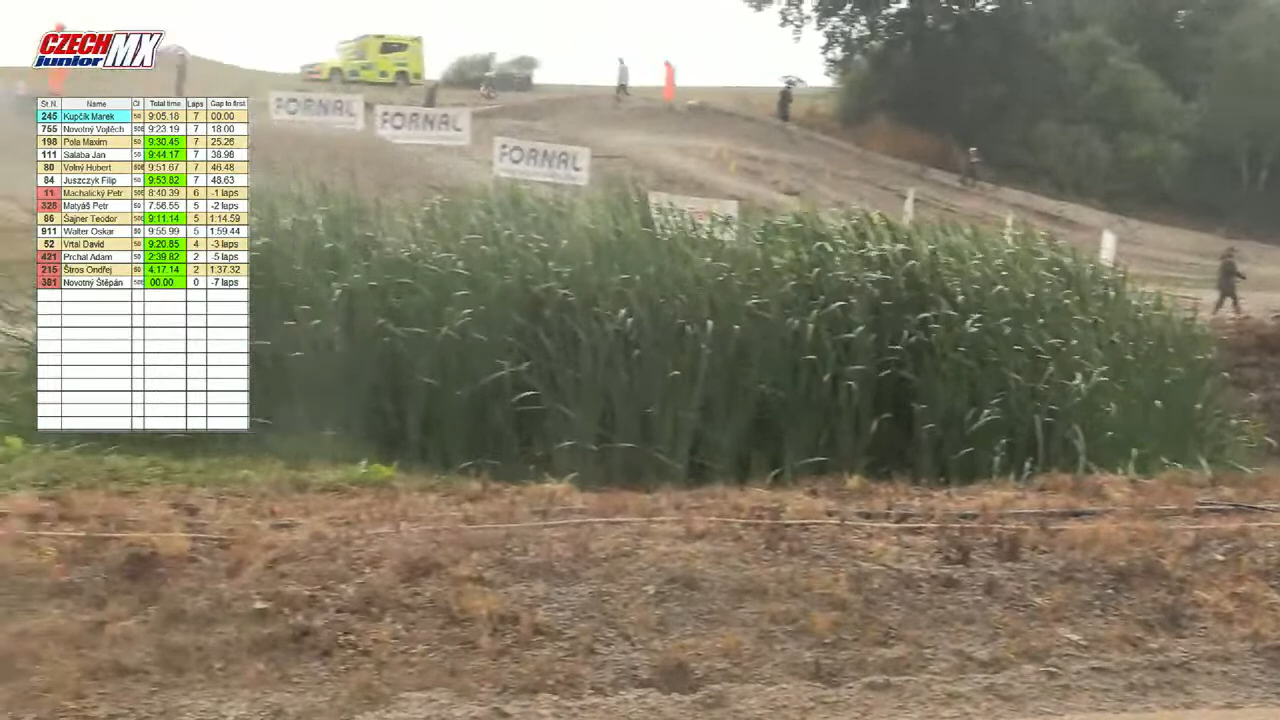 CZECH MX
junior
St.N. Name Cl Total time Laps Gap to first
245 Kupčík Marek 50 9:05.18 7 00.00
755 Novotný Vojtěch 50B 9:23.19 7 18.00
198 Pola Maxim 50 9:30.45 7 25.26
111 Salaba Jan 50 9:44.17 7 38.98
80 Volný Hubert 50B 9:51.67 7 46.48
84 Juszczyk Filip 50 9:53.82 7 48.63
11 Machalický Petr 8:40.39 6 -1 laps
328 Matyáš Petr 50 7:56.55 5 -2 laps
86 Šajner Teodor 9:11.14 5 1:14.59
911 Walter Oskar 50 9:55.99 5 1:59.44
52 Vrtal David 50 9:20.85 4 -3 laps
421 Prchal Adam 50 2:39.82 2 -5 laps
215 Štros Ondřej 50 4:17.14 2 1:37.32
381 Novotný Štěpán 00.00 0 -7 laps
FORNAL
FORNAL
FORNAL